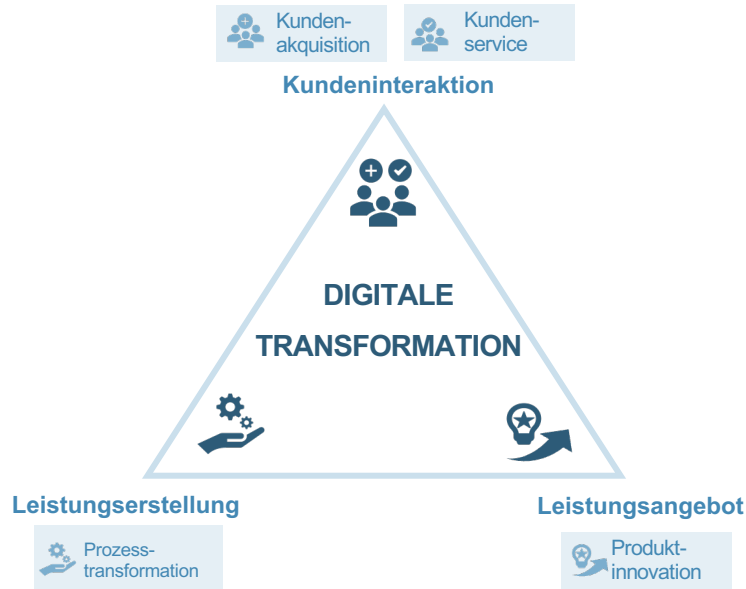 Kunden-
akquisition
Kunden-
service
Kundeninteraktion
DIGITALE
TRANSFORMATION
Leistungserstellung
Leistungsangebot
Prozess-
transformation
Produkt-
innovation